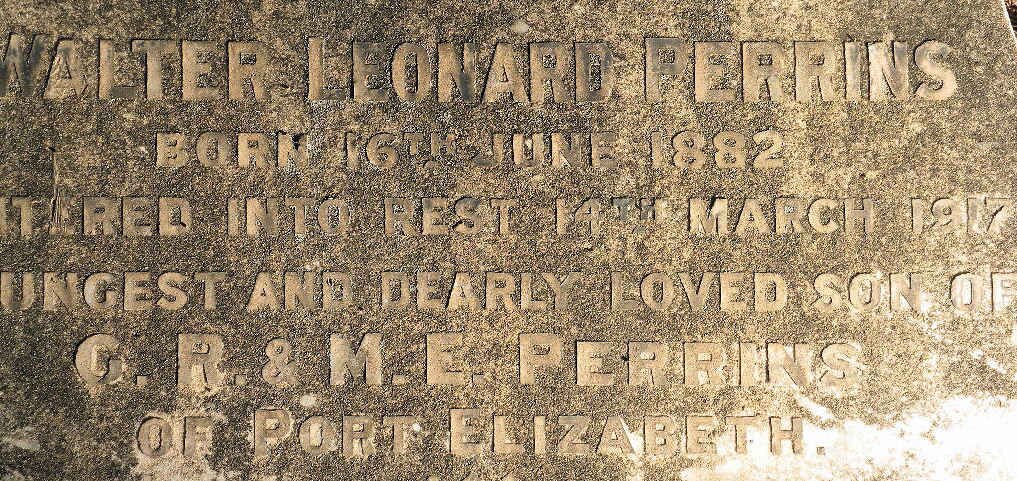 WALTER LEONARD PERRINS
BORN 16TH JUNE 1882
NTERED INTO REST 14TH MARCH 1917
UNGEST AND DEARLY LOVED SON OF
G. R. & M. E. PERRINS
OF PORT ELIZABETH.